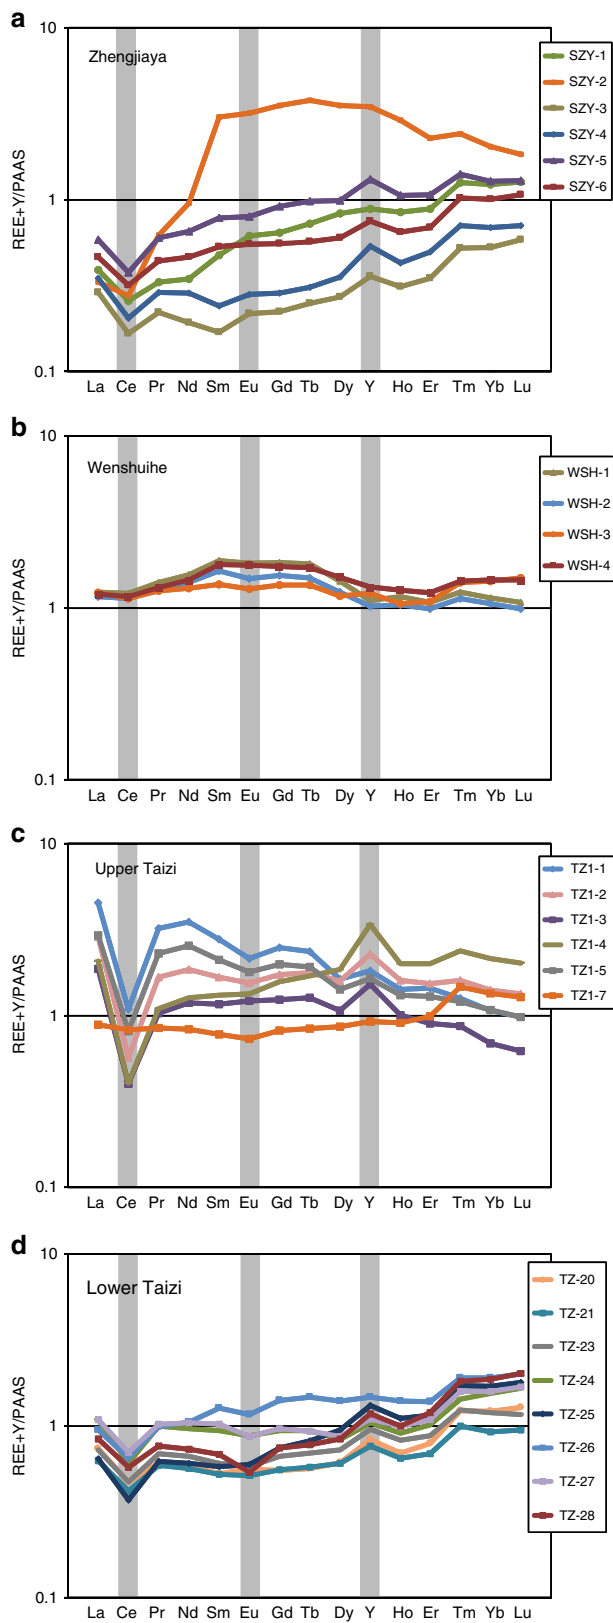 a
10
Zhengjiaya
SZY-1
SZY-2
SZY-3
SZY-4
SZY-5
SZY-6
REE+Y/PAAS
1
0.1
La Ce Pr Nd Sm Eu Gd Tb Dy Y Ho Er Tm Yb Lu
b
10
Wenshuihe
WSH-1
WSH-2
WSH-3
WSH-4
REE+Y/PAAS
1
0.1
La Ce Pr Nd Sm Eu Gd Tb Dy Y Ho Er Tm Yb Lu
c
10
Upper Taizi
TZ1-1
TZ1-2
TZ1-3
TZ1-4
TZ1-5
TZ1-7
REE+Y/PAAS
1
0.1
La Ce Pr Nd Sm Eu Gd Tb Dy Y Ho Er Tm Yb Lu
d
10
Lower Taizi
TZ-20
TZ-21
TZ-23
TZ-24
TZ-25
TZ-26
TZ-27
TZ-28
REE+Y/PAAS
1
0.1
La Ce Pr Nd Sm Eu Gd Tb Dy Y Ho Er Tm Yb Lu